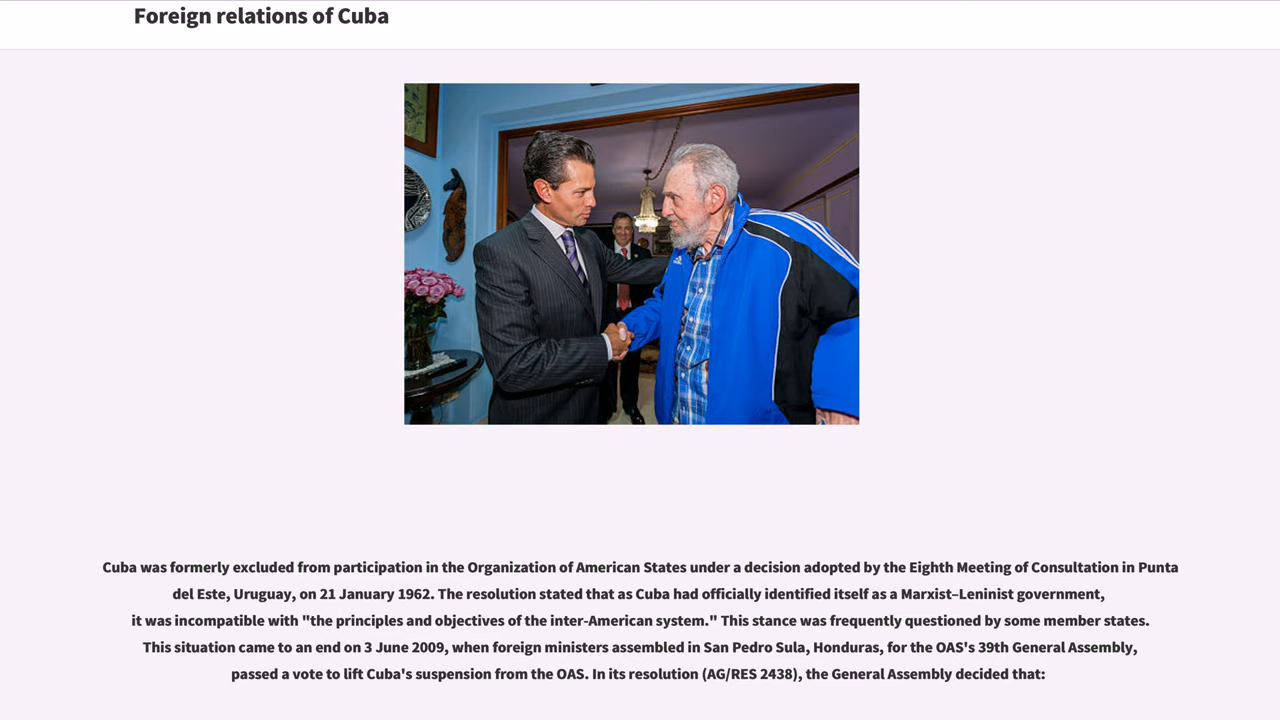 Foreign relations of Cuba
Cuba was formerly excluded from participation in the Organization of American States under a decision adopted by the Eighth Meeting of Consultation in Punta
del Este, Uruguay, on 21 January 1962. The resolution stated that as Cuba had officially identified itself as a Marxist–Leninist government,
it was incompatible with "the principles and objectives of the inter-American system." This stance was frequently questioned by some member states.
This situation came to an end on 3 June 2009, when foreign ministers assembled in San Pedro Sula, Honduras, for the OAS's 39th General Assembly,
passed a vote to lift Cuba's suspension from the OAS. In its resolution (AG/RES 2438), the General Assembly decided that: